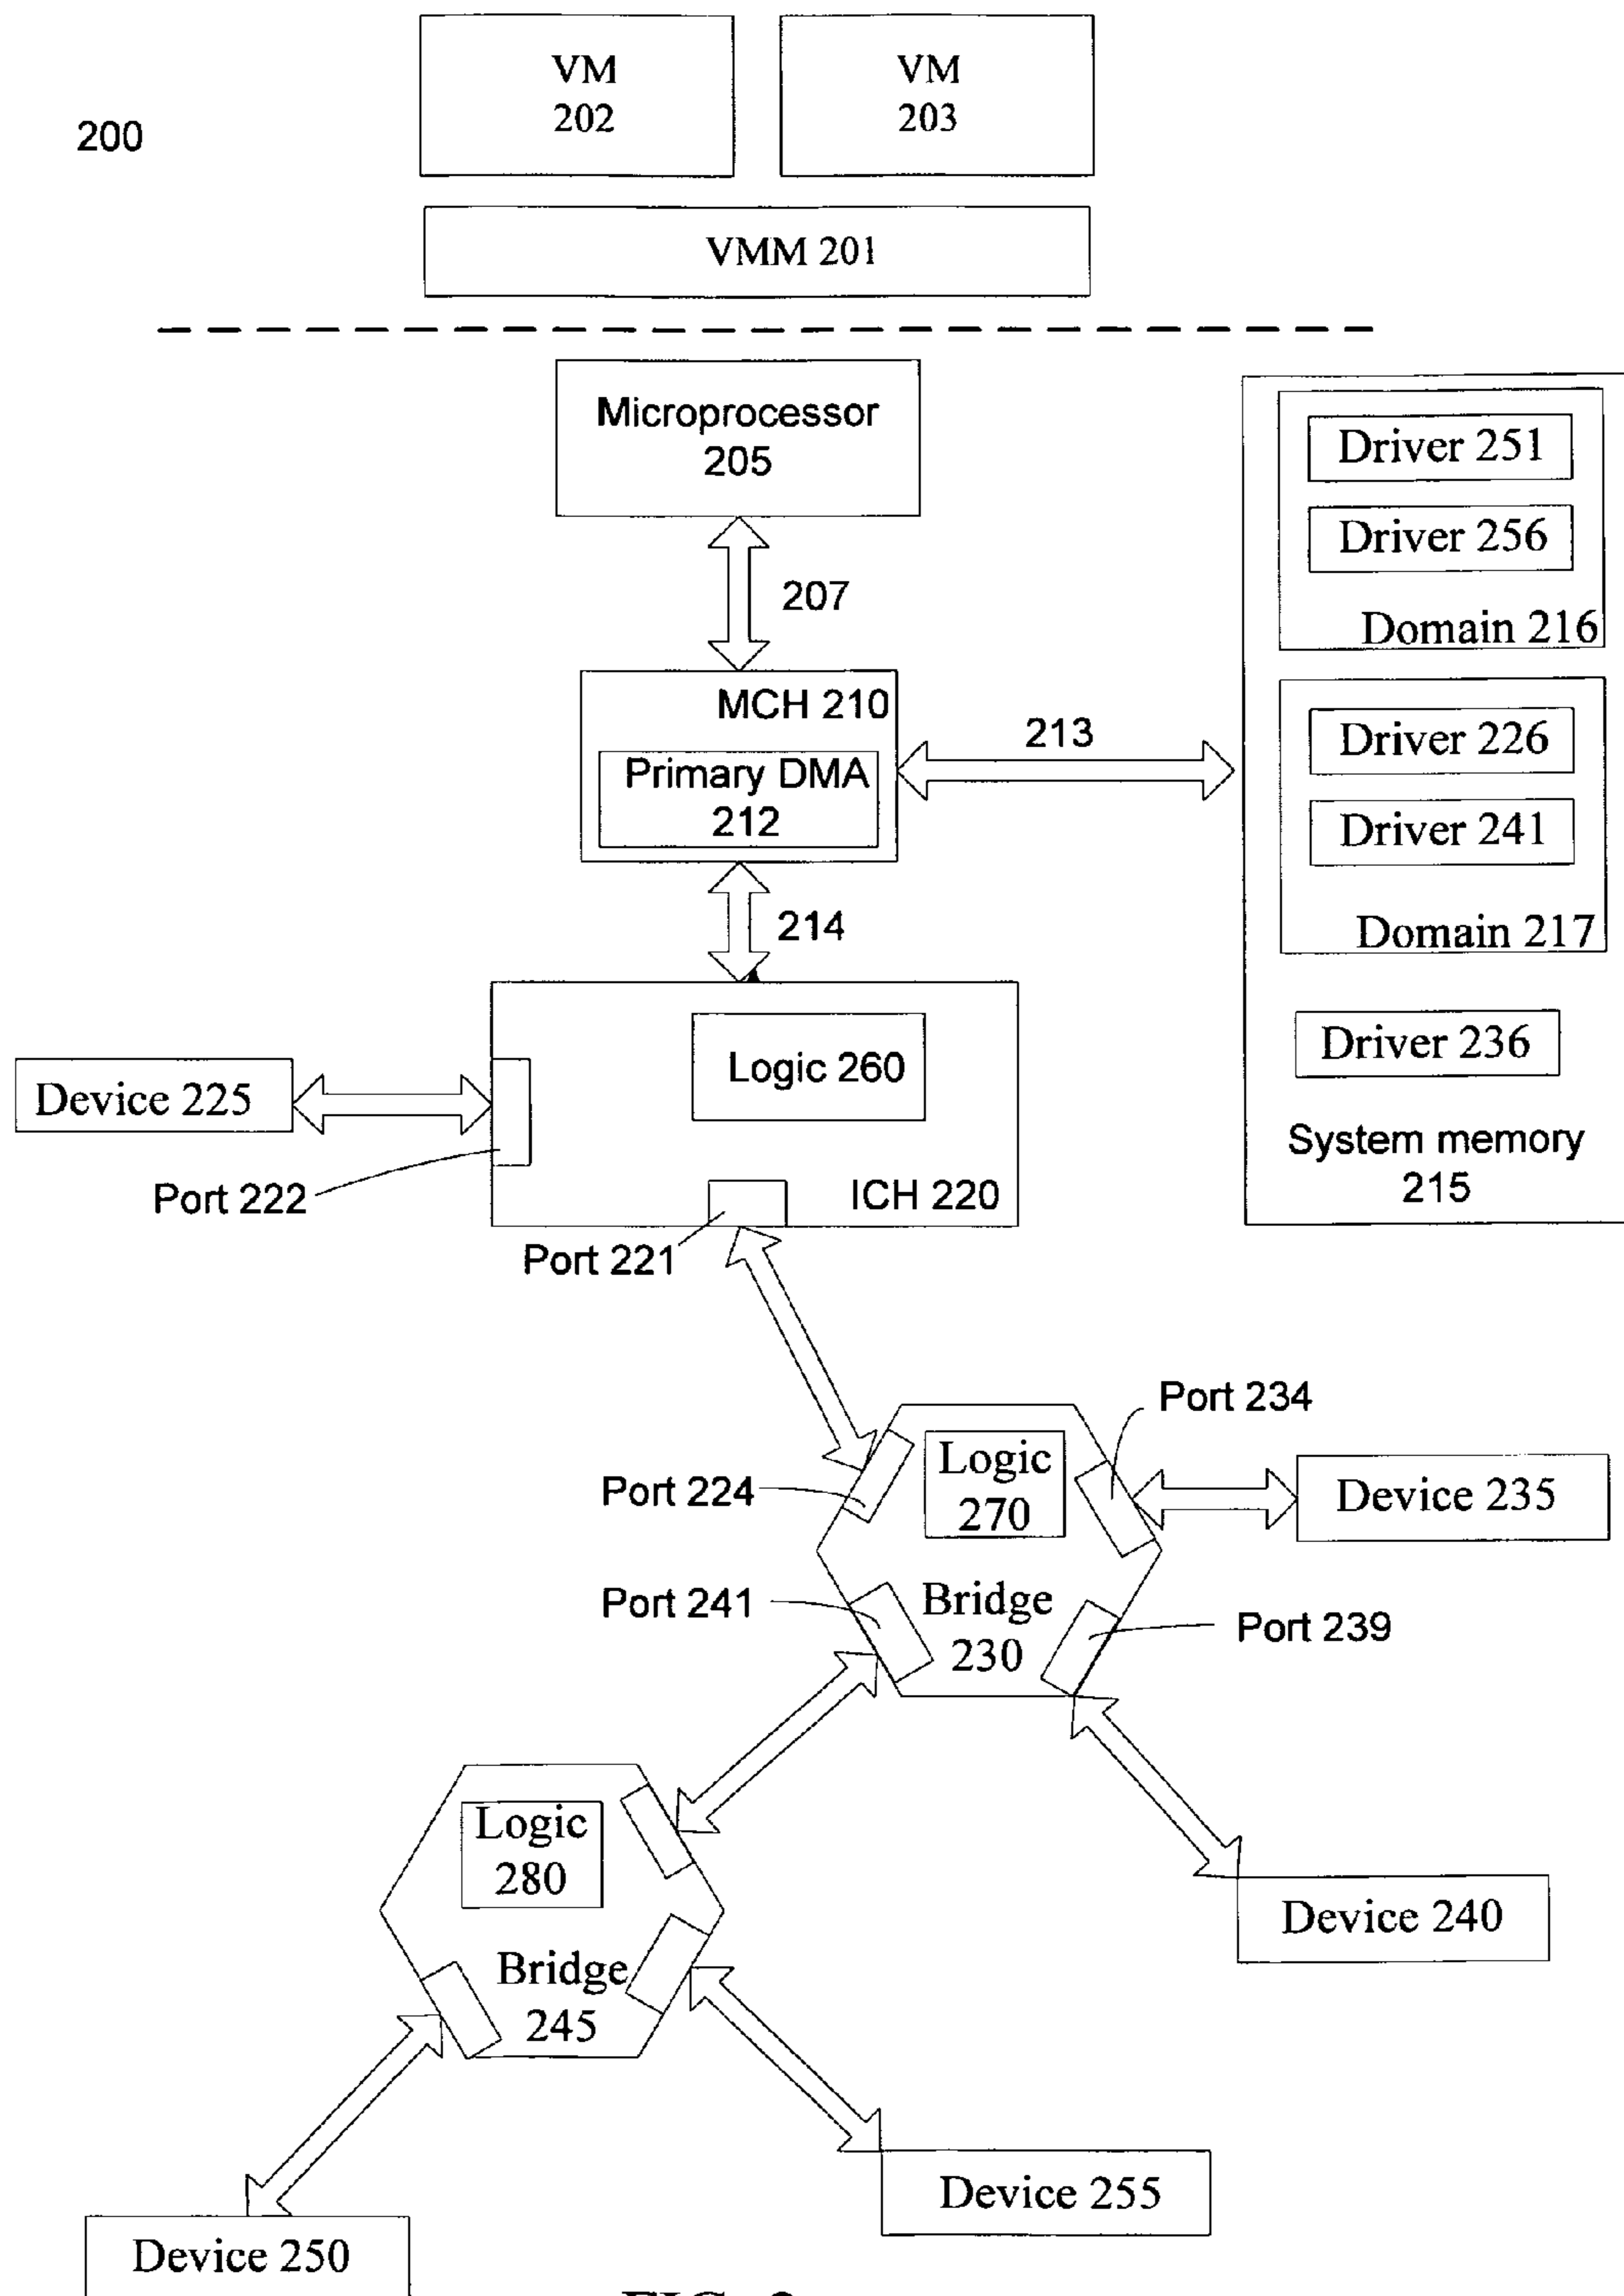 VM
202
VM
203
200
VMM 201
Microprocessor
205
Driver 251
Driver 256
207
Domain 216
MCH 210
213
Driver 226
Primary DMA
212
Driver 241
214
Domain 217
Driver 236
Logic 260
Device 225
System memory
215
Port 222
ICH 220
Port 221
Port 234
Logic
270
Port 224
Device 235
Port 241
Bridge
230
Port 239
Logic
280
Device 240
Bridge
245
Device 255
Device 250